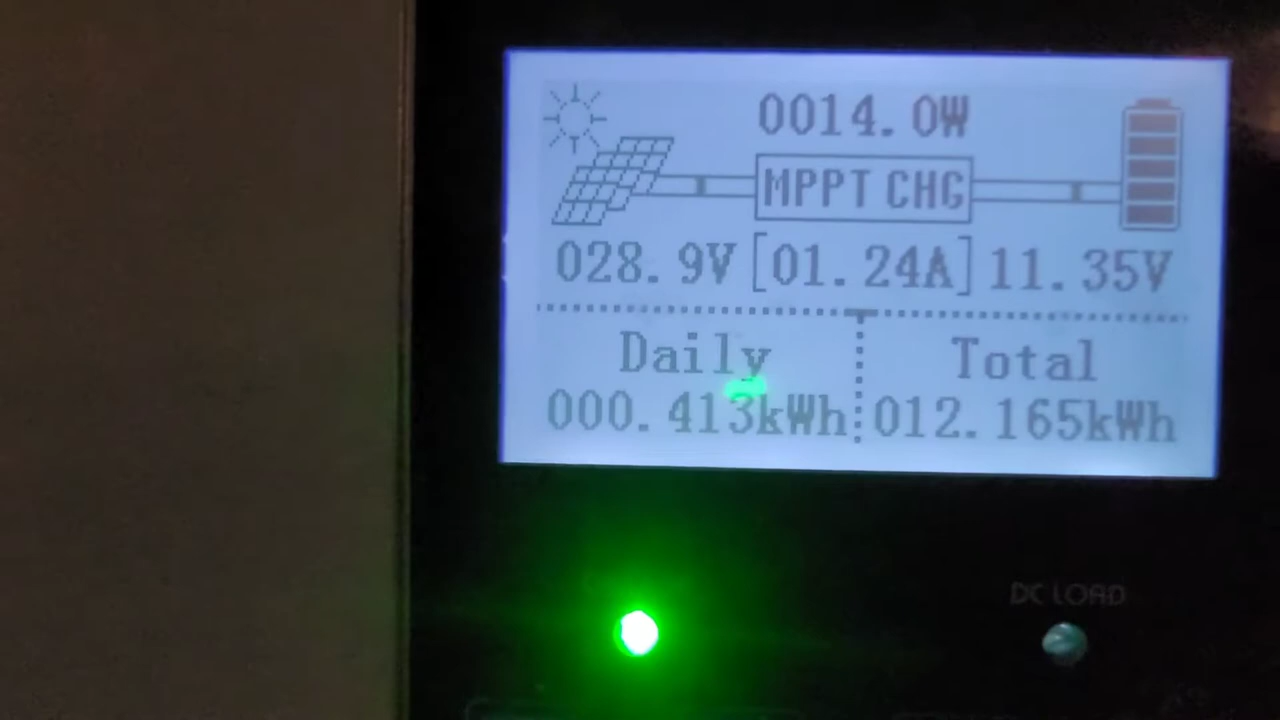 0014.0W
MPPT CHG
028.9V [01.24A] 11.35V
Daily Total
000.413kWh 012.165kWh
DC LOAD